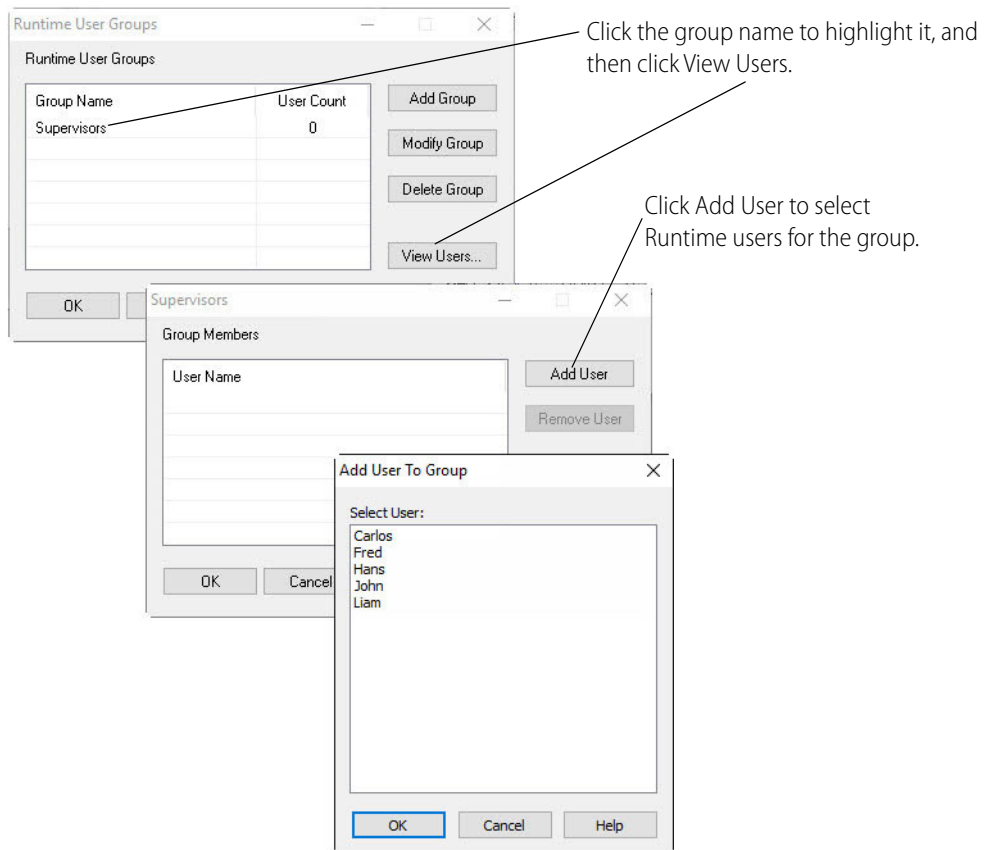 Runtime User Groups
Click the group name to highlight it, and
then click View Users.
Runtime User Groups
Group Name User Count
Supervisors 0
Add Group
Modify Group
Delete Group
View Users...
OK
Click Add User to select
Runtime users for the group.
Supervisors
Group Members
User Name
Add User
Remove User
OK Cancel
Add User To Group
Select User:
Carlos
Fred
Hans
John
Liam
OK Cancel Help